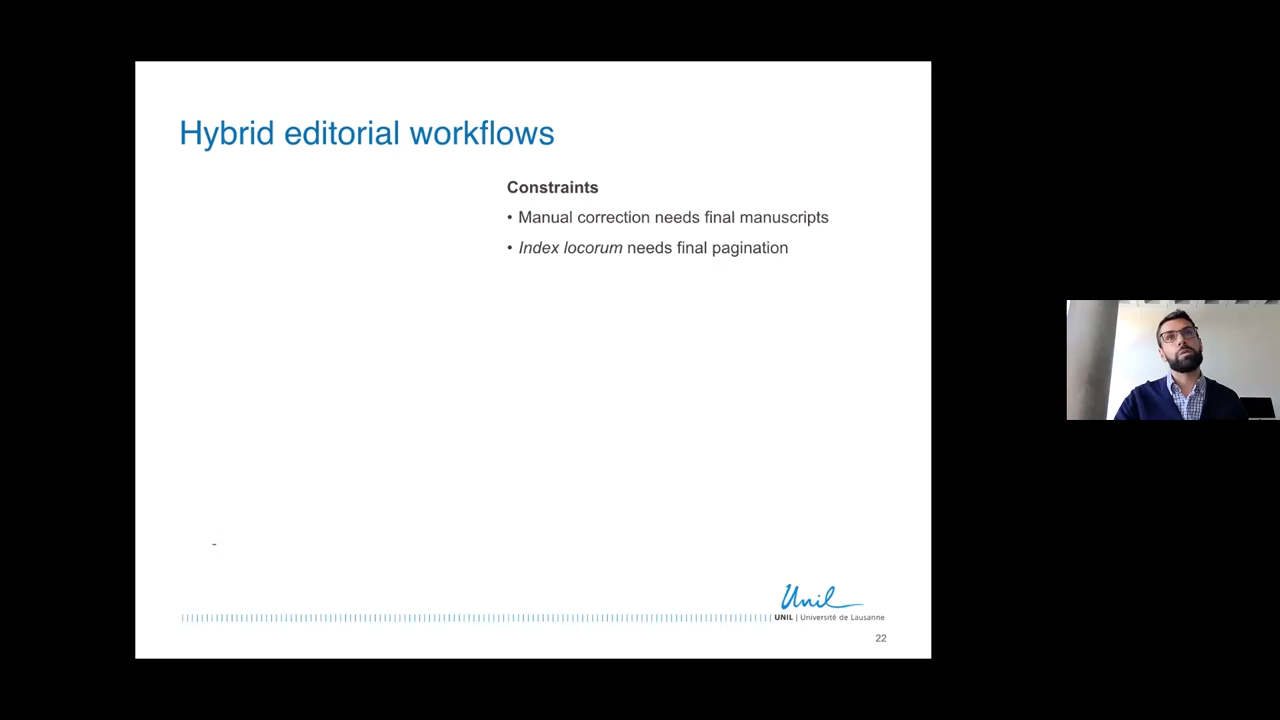 Hybrid editorial workflows
Constraints
• Manual correction needs final manuscripts
• Index locorum needs final pagination
-
Unil
UNIL | Université de Lausanne
22